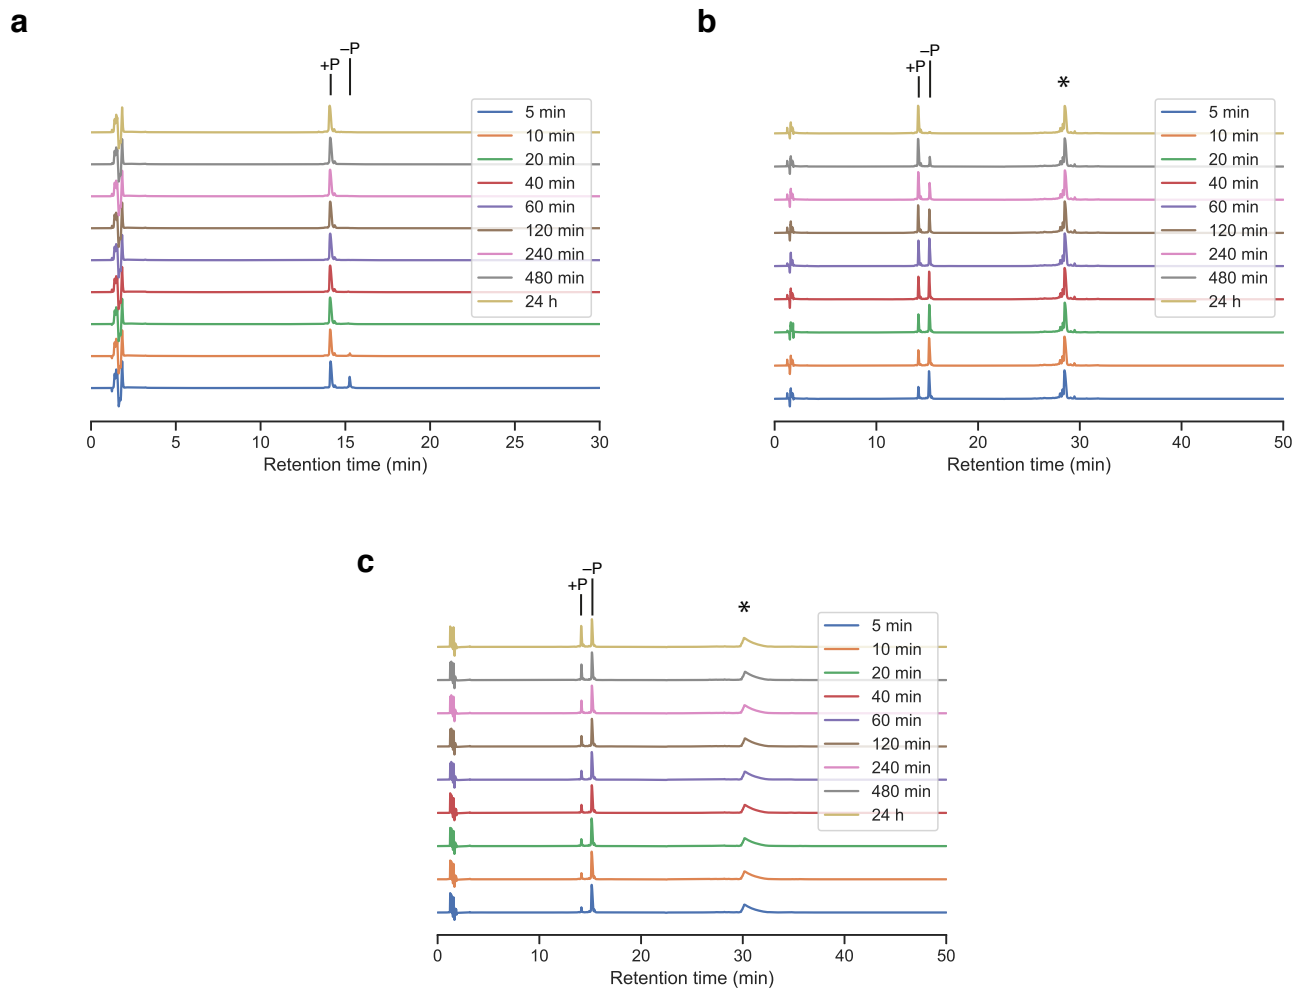 a
–P
+P
5 min
10 min
20 min
40 min
60 min
120 min
240 min
480 min
24 h
0 5 10 15 20 25 30
Retention time (min)
b
–P
+P
*
5 min
10 min
20 min
40 min
60 min
120 min
240 min
480 min
24 h
0 10 20 30 40 50
Retention time (min)
c
–P
+P
*
5 min
10 min
20 min
40 min
60 min
120 min
240 min
480 min
24 h
0 10 20 30 40 50
Retention time (min)